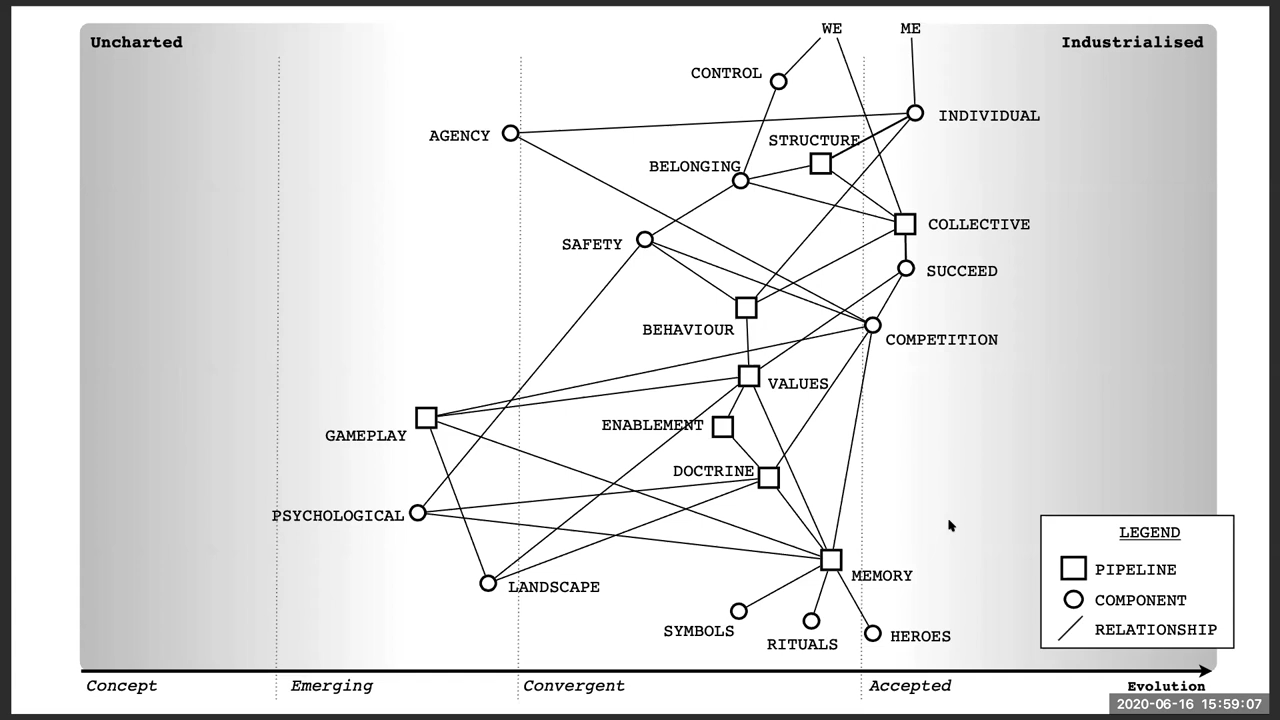 WE
ME
Uncharted
Industrialised
CONTROL
INDIVIDUAL
AGENCY
STRUCTURE
BELONGING
COLLECTIVE
SAFETY
SUCCEED
BEHAVIOUR
COMPETITION
VALUES
ENABLEMENT
GAMEPLAY
DOCTRINE
PSYCHOLOGICAL
LEGEND
PIPELINE
COMPONENT
RELATIONSHIP
MEMORY
LANDSCAPE
SYMBOLS
RITUALS
HEROES
Concept
Emerging
Convergent
Accepted
Evolution
2020-06-16 15:59:07